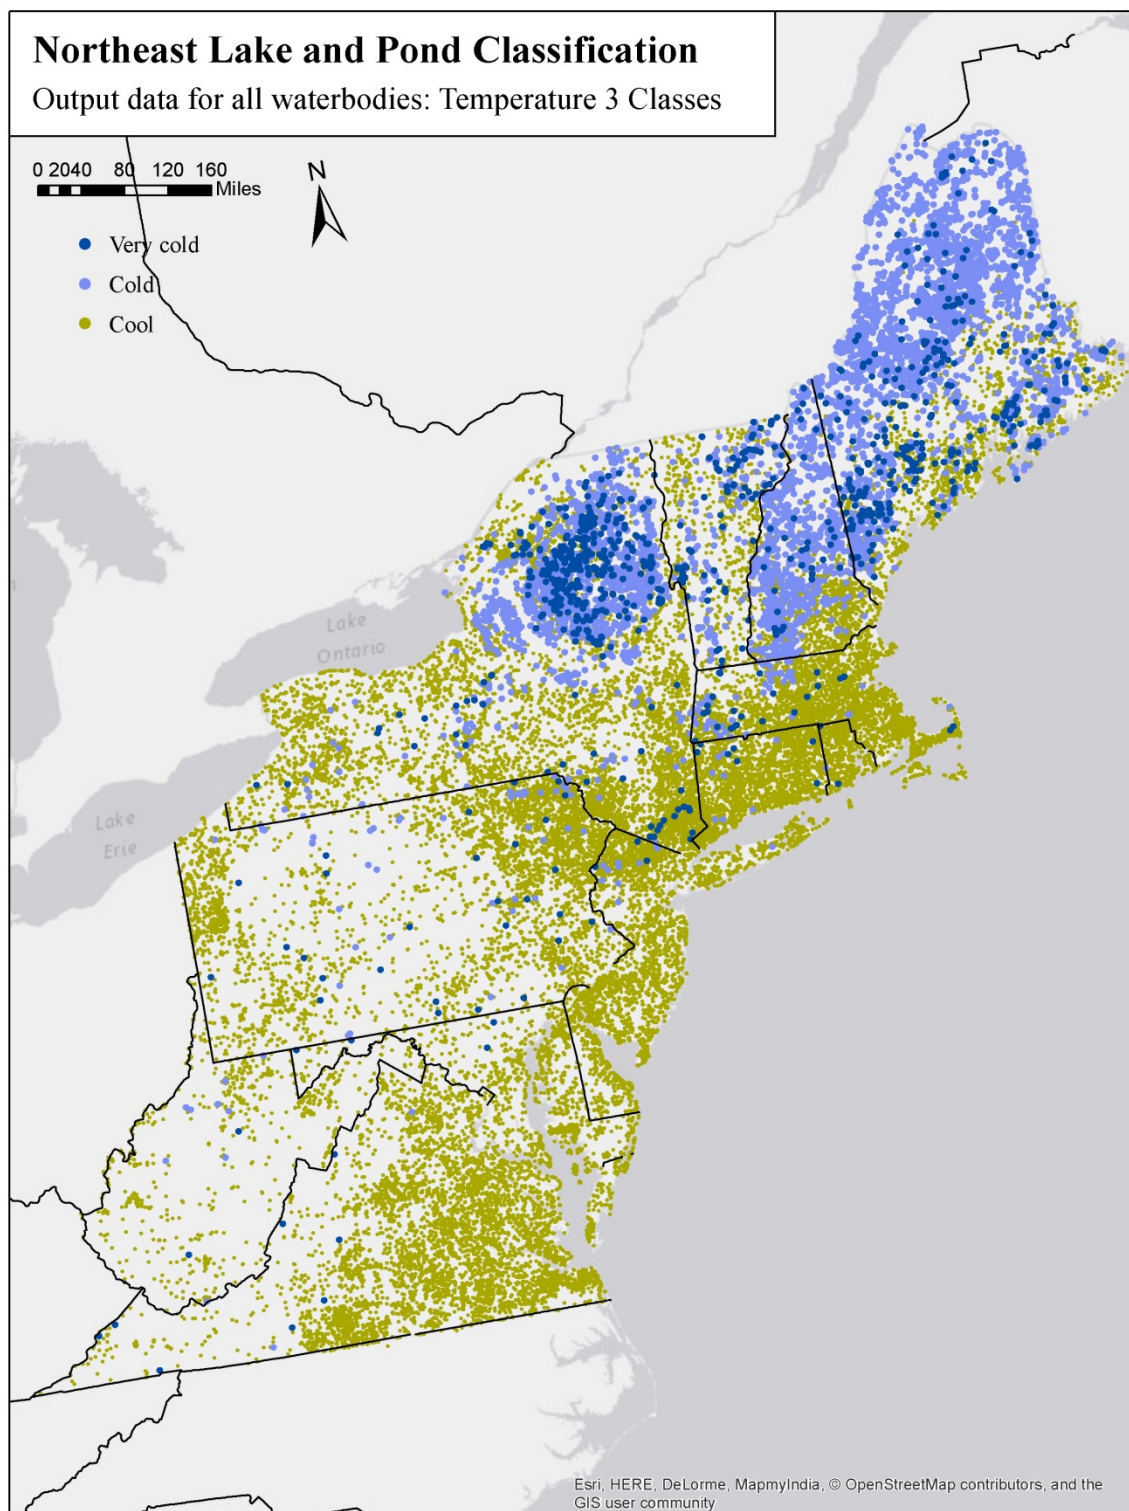 Northeast Lake and Pond Classification
Output data for all waterbodies: Temperature 3 Classes
0 2040 80 120 160
Miles
N
Very cold
Cold
Cool
Lake
Ontario
Lake
Erie
Esri, HERE, DeLorme, MapmyIndia, © OpenStreetMap contributors, and the
GIS user community